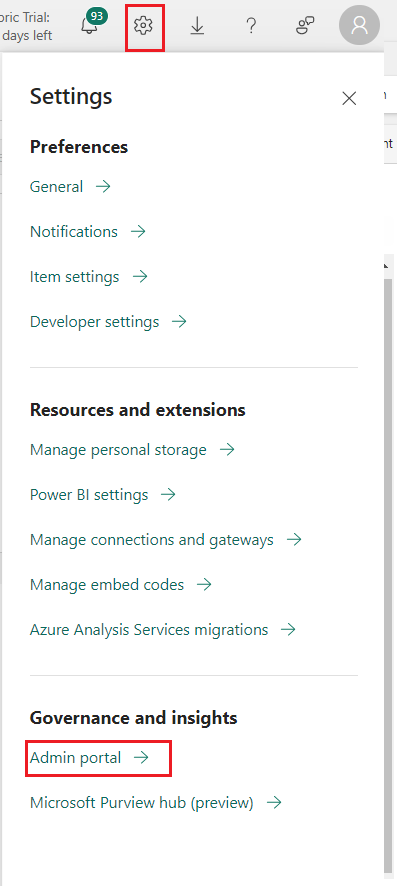 oric Trial:
93
days left
?
Settings
Preferences
General
Notifications
Item settings
Developer settings
Resources and extensions
Manage personal storage
Power BI settings
Manage connections and gateways
Manage embed codes
Azure Analysis Services migrations
Governance and insights
Admin portal
Microsoft Purview hub (preview)